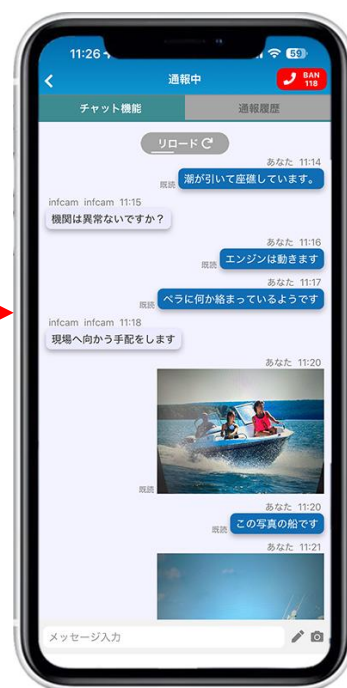 11:26
59
通報中
BAN
118
チャット機能
通報履歴
リロード
あなた 11:14
既読
潮が引いて座礁しています。
infcam infcam 11:15
機関は異常ないですか？
あなた 11:16
既読
エンジンは動きます
あなた 11:17
既読
ペラに何か絡まっているようです
infcam infcam 11:18
現場へ向かう手配をします
あなた 11:20
既読
あなた 11:20
既読
この写真の船です
あなた 11:21
メッセージ入力